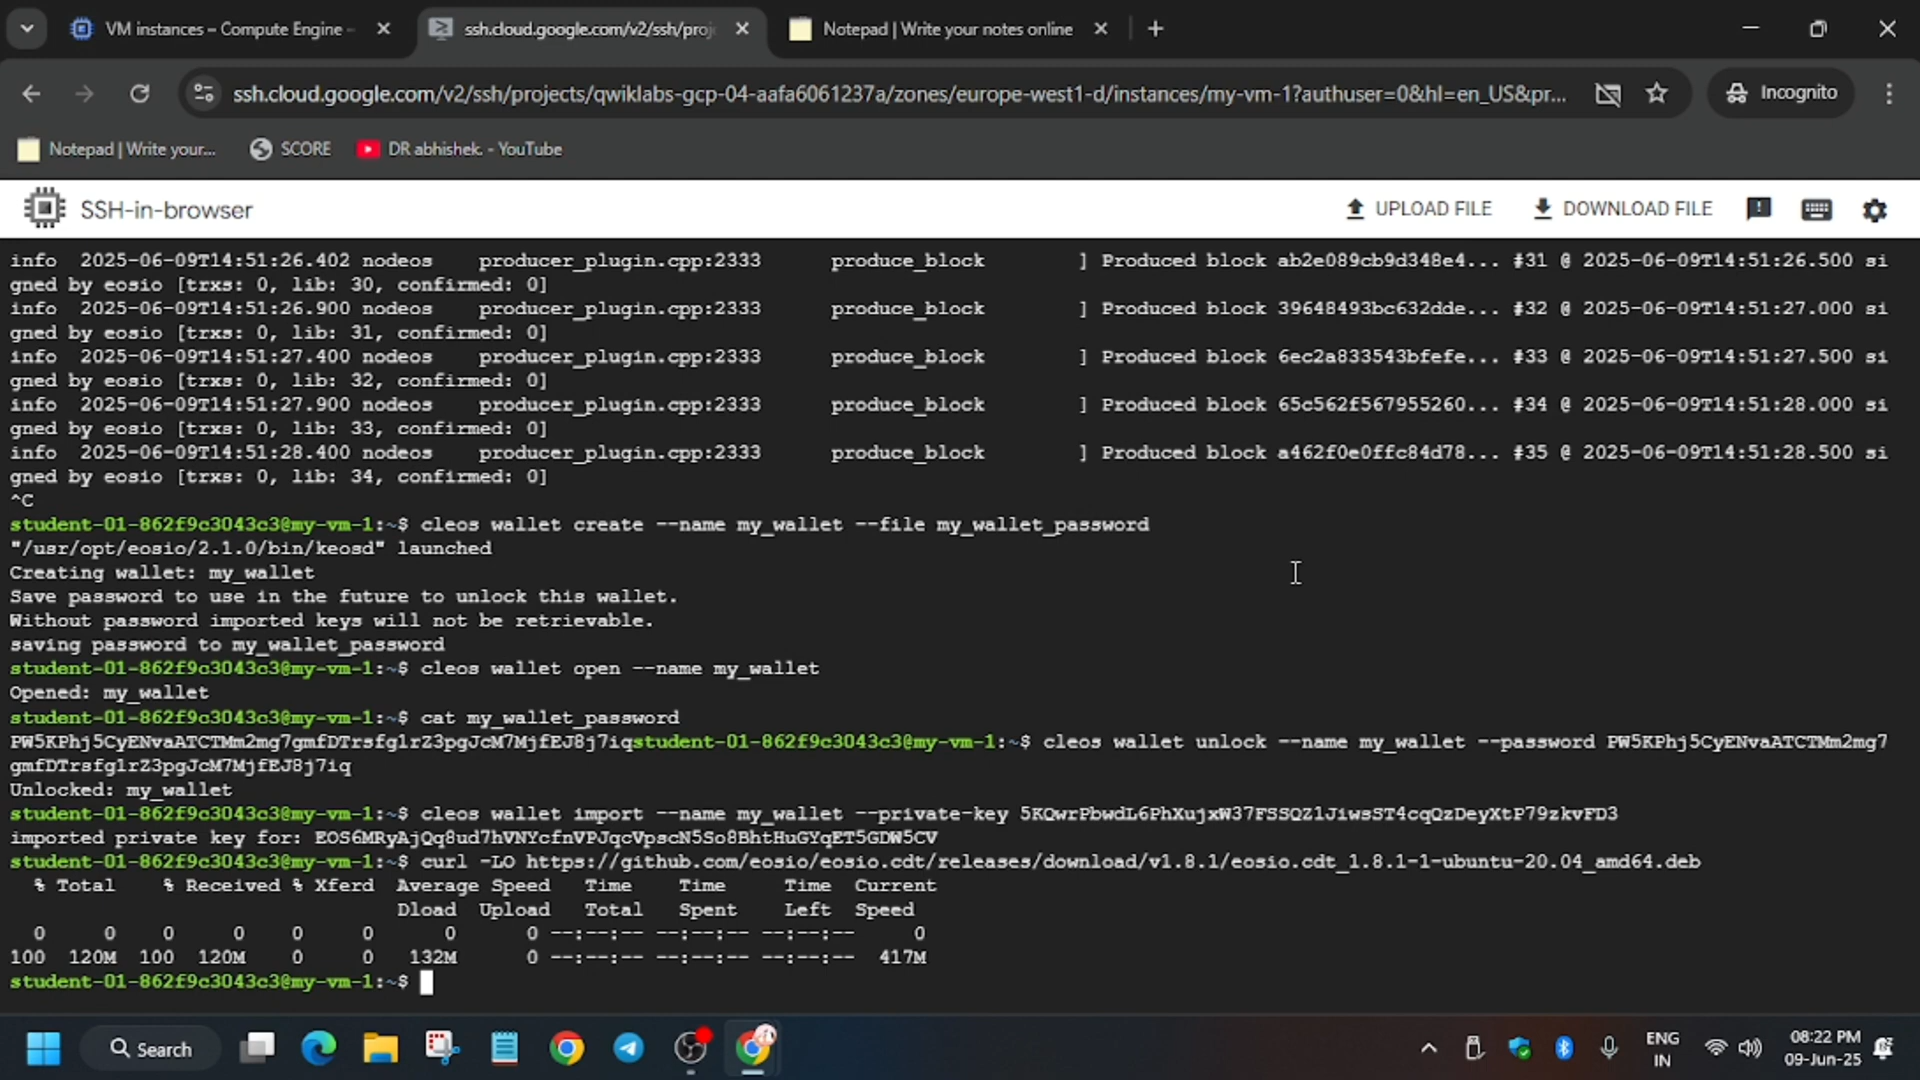 VM instances – Compute Engine –
ssh.cloud.google.com/v2/ssh/proj
Notepad | Write your notes online
ssh.cloud.google.com/v2/ssh/projects/qwiklabs-gcp-04-aafa6061237a/zones/europe-west1-d/instances/my-vm-1?authuser=0&hl=en_US&pr...
Incognito
Notepad | Write your...
SCORE
DR abhishek. - YouTube
SSH-in-browser
UPLOAD FILE
DOWNLOAD FILE
info  2025-06-09T14:51:26.402 nodeos    producer_plugin.cpp:2333      produce_block        ] Produced block ab2e089cb9d348e4... #31 @ 2025-06-09T14:51:26.500 si
gned by eosio [trxs: 0, lib: 30, confirmed: 0]
info  2025-06-09T14:51:26.900 nodeos    producer_plugin.cpp:2333      produce_block        ] Produced block 39648493bc632dde... #32 @ 2025-06-09T14:51:27.000 si
gned by eosio [trxs: 0, lib: 31, confirmed: 0]
info  2025-06-09T14:51:27.400 nodeos    producer_plugin.cpp:2333      produce_block        ] Produced block 6ec2a833543bfefe... #33 @ 2025-06-09T14:51:27.500 si
gned by eosio [trxs: 0, lib: 32, confirmed: 0]
info  2025-06-09T14:51:27.900 nodeos    producer_plugin.cpp:2333      produce_block        ] Produced block 65c562f567955260... #34 @ 2025-06-09T14:51:28.000 si
gned by eosio [trxs: 0, lib: 33, confirmed: 0]
info  2025-06-09T14:51:28.400 nodeos    producer_plugin.cpp:2333      produce_block        ] Produced block a462f0e0ffc84d78... #35 @ 2025-06-09T14:51:28.500 si
gned by eosio [trxs: 0, lib: 34, confirmed: 0]
^C
student-01-862f9c3043c3@my-vm-1:~$ cleos wallet create --name my_wallet --file my_wallet_password
"/usr/opt/eosio/2.1.0/bin/keosd" launched
Creating wallet: my_wallet
Save password to use in the future to unlock this wallet.
Without password imported keys will not be retrievable.
saving password to my_wallet_password
student-01-862f9c3043c3@my-vm-1:~$ cleos wallet open --name my_wallet
Opened: my_wallet
student-01-862f9c3043c3@my-vm-1:~$ cat my_wallet_password
PW5KPhj5CyENvaATCTMm2mg7gmfDTrsfg1rZ3pgJcM7MjfEJ8j7iqstudent-01-862f9c3043c3@my-vm-1:~$ cleos wallet unlock --name my_wallet --password PW5KPhj5CyENvaATCTMm2mg7
gmfDTrsfg1rZ3pgJcM7MjfEJ8j7iq
Unlocked: my_wallet
student-01-862f9c3043c3@my-vm-1:~$ cleos wallet import --name my_wallet --private-key 5KQwrPbwdL6PhXujxW37FSSQZ1JiwsST4cqQzDeyXtP79zkvFD3
imported private key for: EOS6MRyAjQq8ud7hVNYcfnVPJqcVpscN5So8BhtHuGYqET5GDW5CV
student-01-862f9c3043c3@my-vm-1:~$ curl -LO https://github.com/eosio/eosio.cdt/releases/download/v1.8.1/eosio.cdt_1.8.1-1-ubuntu-20.04_amd64.deb
% Total    % Received % Xferd  Average Speed   Time    Time     Time  Current
Dload  Upload   Total   Spent    Left  Speed
0     0    0     0    0     0      0      0 --:--:-- --:--:-- --:--:--     0
100  120M  100  120M    0     0   132M      0 --:--:-- --:--:-- --:--:--  417M
student-01-862f9c3043c3@my-vm-1:~$
Search
ENG
IN
08:22 PM
09-Jun-25